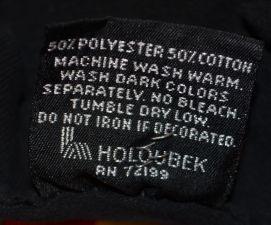 50% POLYESTER 50% COTTON
MACHINE WASH WARM.
WASH DARK COLORS
SEPARATELY. NO BLEACH.
TUMBLE DRY LOW.
DO NOT IRON IF DECORATED.
HOLOUBEK
RN 72199